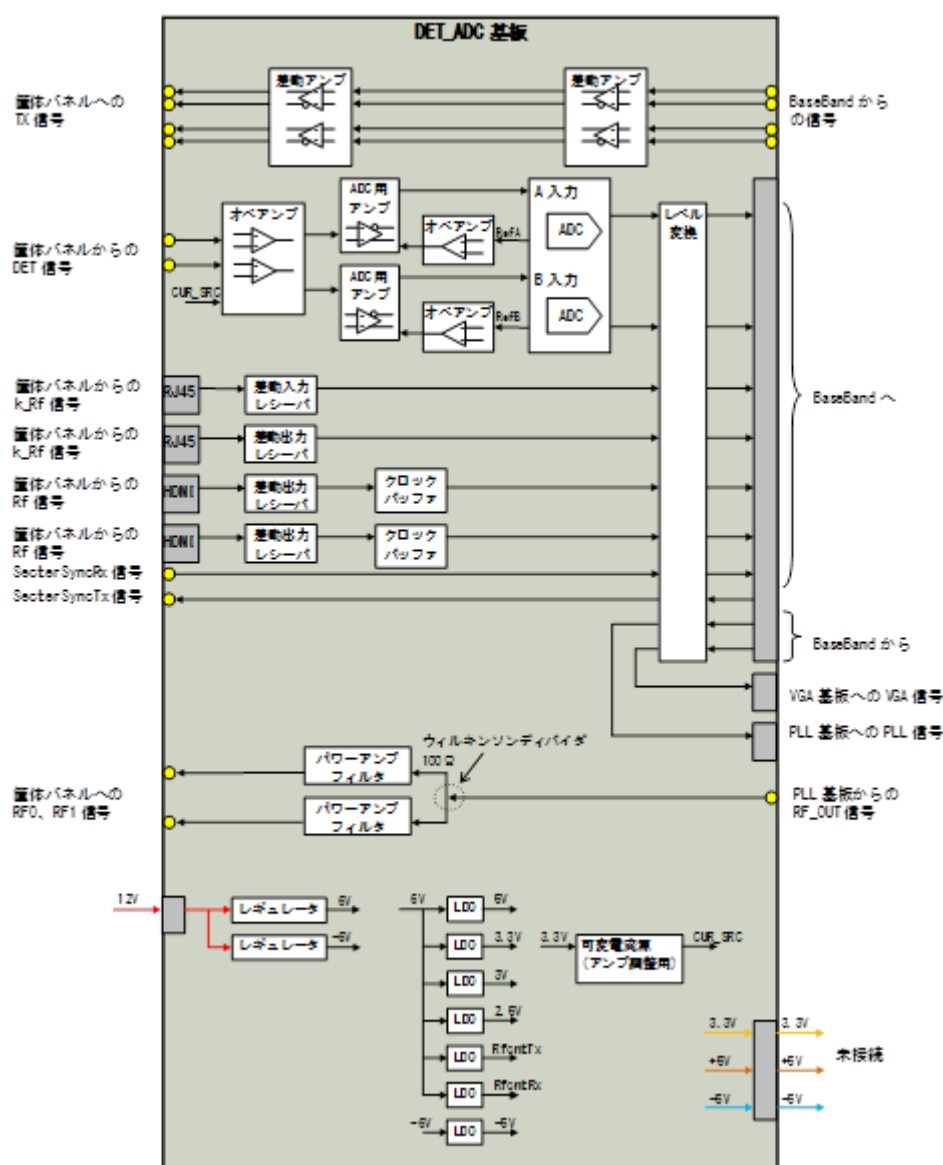 DET_ADC 基板
筐体パネルへの
TX 信号
差動アンプ
差動アンプ
BaseBand から
の信号
筐体パネルからの
DET 信号
CUR_SRC
オペアンプ
ADC 用
アンプ
オペアンプ
RefA
A 入力
ADC
ADC 用
アンプ
オペアンプ
RefB
B 入力
ADC
レベル
変換
BaseBand へ
筐体パネルからの
k_Rf 信号
RJ45
差動入力
レシーバ
筐体パネルからの
k_Rf 信号
RJ45
差動出力
レシーバ
筐体パネルからの
Rf 信号
HDMI
差動出力
レシーバ
クロック
バッファ
筐体パネルからの
Rf 信号
HDMI
差動出力
レシーバ
クロック
バッファ
SecterSyncRx 信号
SecterSyncTx 信号
BaseBand から
VGA 基板への VGA 信号
PLL 基板への PLL 信号
ウィルキンソンディバイダ
100Ω
筐体パネルへの
RF0、RF1 信号
パワーアンプ
フィルタ
パワーアンプ
フィルタ
PLL 基板からの
RF_OUT 信号
12V
レギュレータ
6V
レギュレータ
-6V
6V
LDO
5V
LDO
3.3V
LDO
3V
LDO
2.5V
LDO
RfcntTx
LDO
RfcntRx
-6V
LDO
-5V
3.3V
可変電流源
(アンプ調整用)
CUR_SRC
3.3V
3.3V
+6V
+6V
-6V
-6V
未接続